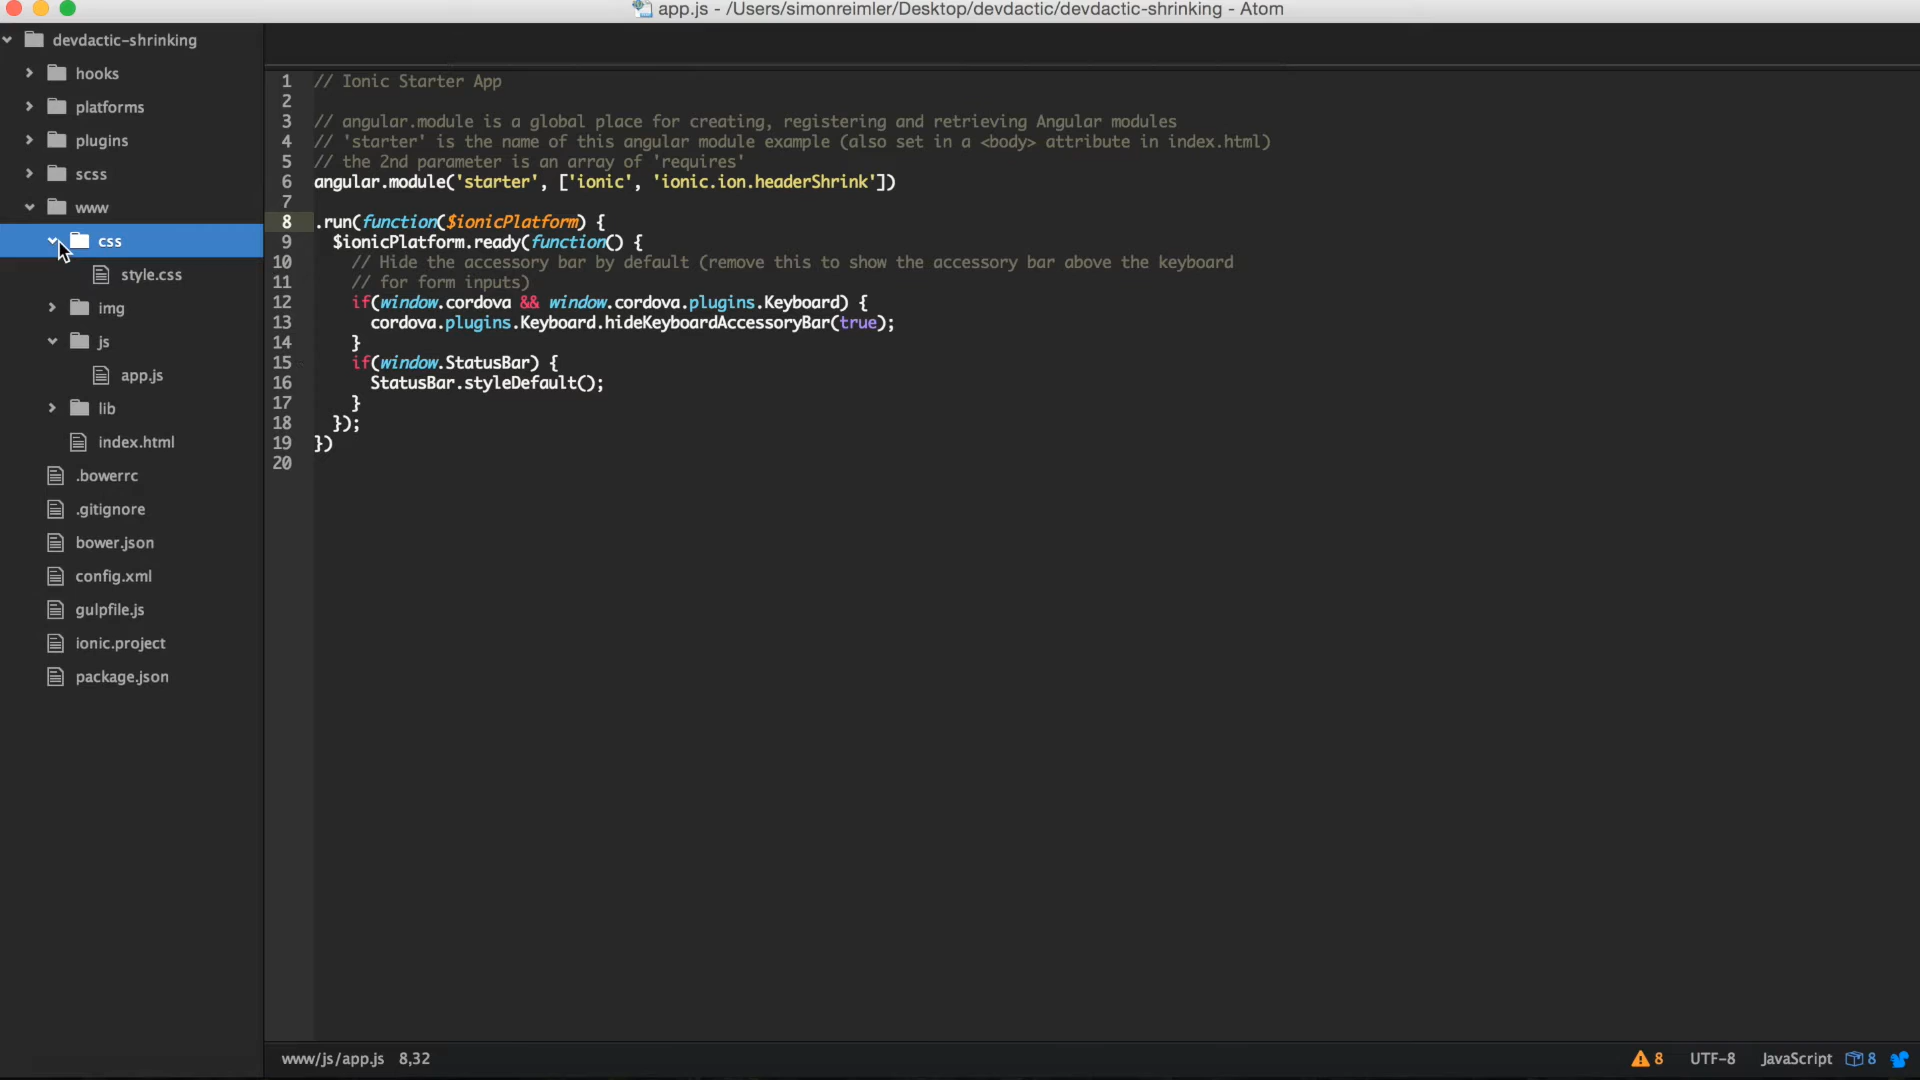 app.js - /Users/simonreimler/Desktop/devdactic/devdactic-shrinking - Atom
devdactic-shrinking
hooks
platforms
plugins
scss
www
css
style.css
img
js
app.js
lib
index.html
.bowerrc
.gitignore
bower.json
config.xml
gulpfile.js
ionic.project
package.json
1 // Ionic Starter App
2
3 // angular.module is a global place for creating, registering and retrieving Angular modules
4 // 'starter' is the name of this angular module example (also set in a <body> attribute in index.html)
5 // the 2nd parameter is an array of 'requires'
6 angular.module('starter', ['ionic', 'ionic.ion.headerShrink'])
7
8 .run(function($ionicPlatform) {
9 $ionicPlatform.ready(function() {
10 // Hide the accessory bar by default (remove this to show the accessory bar above the keyboard
11 // for form inputs)
12 if(window.cordova && window.cordova.plugins.Keyboard) {
13 cordova.plugins.Keyboard.hideKeyboardAccessoryBar(true);
14 }
15 if(window.StatusBar) {
16 StatusBar.styleDefault();
17 }
18 });
19 })
20
www/js/app.js 8,32
8 UTF-8 JavaScript 8